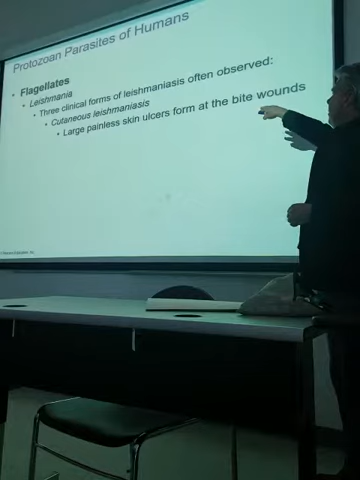 Protozoan Parasites of Humans
• Flagellates
• Leishmania
• Three clinical forms of leishmaniasis often observed:
• Cutaneous leishmaniasis
• Large painless skin ulcers form at the bite wounds